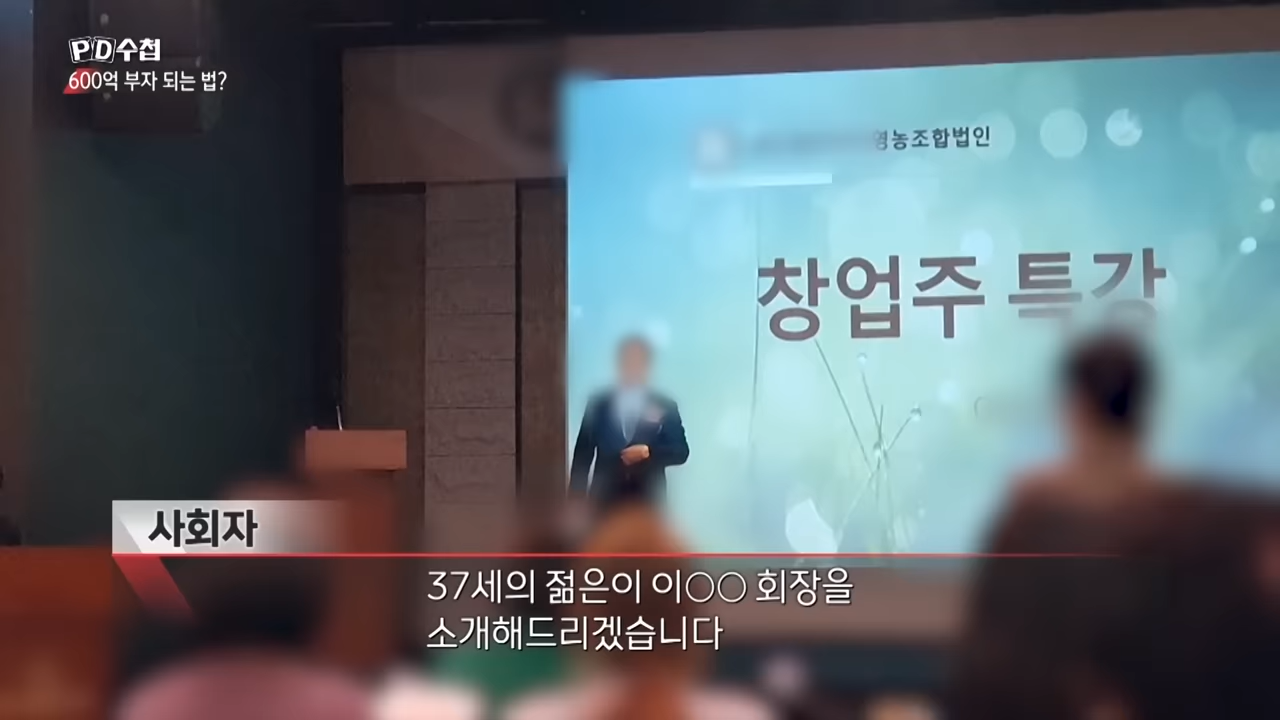 PD수첩
600억 부자 되는 법?
영농조합법인
창업주 특강
사회자
37세의 젊은이 이○○ 회장을
소개해드리겠습니다